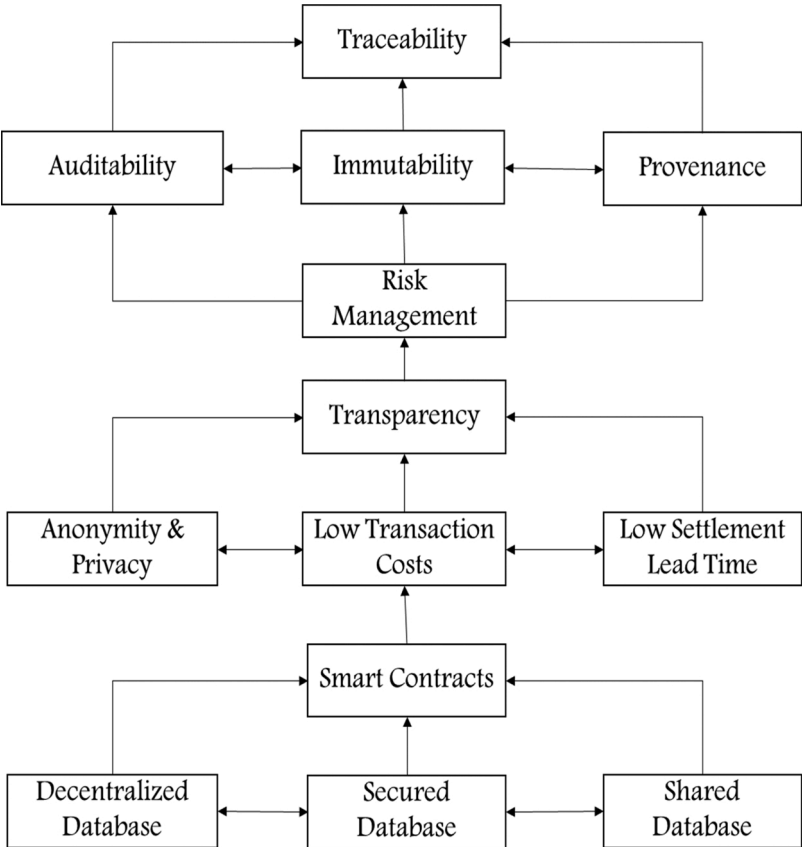 Traceability
Auditability
Immutability
Provenance
Risk
Management
Transparency
Anonymity &
Privacy
Low Transaction
Costs
Low Settlement
Lead Time
Smart Contracts
Decentralized
Database
Secured
Database
Shared
Database